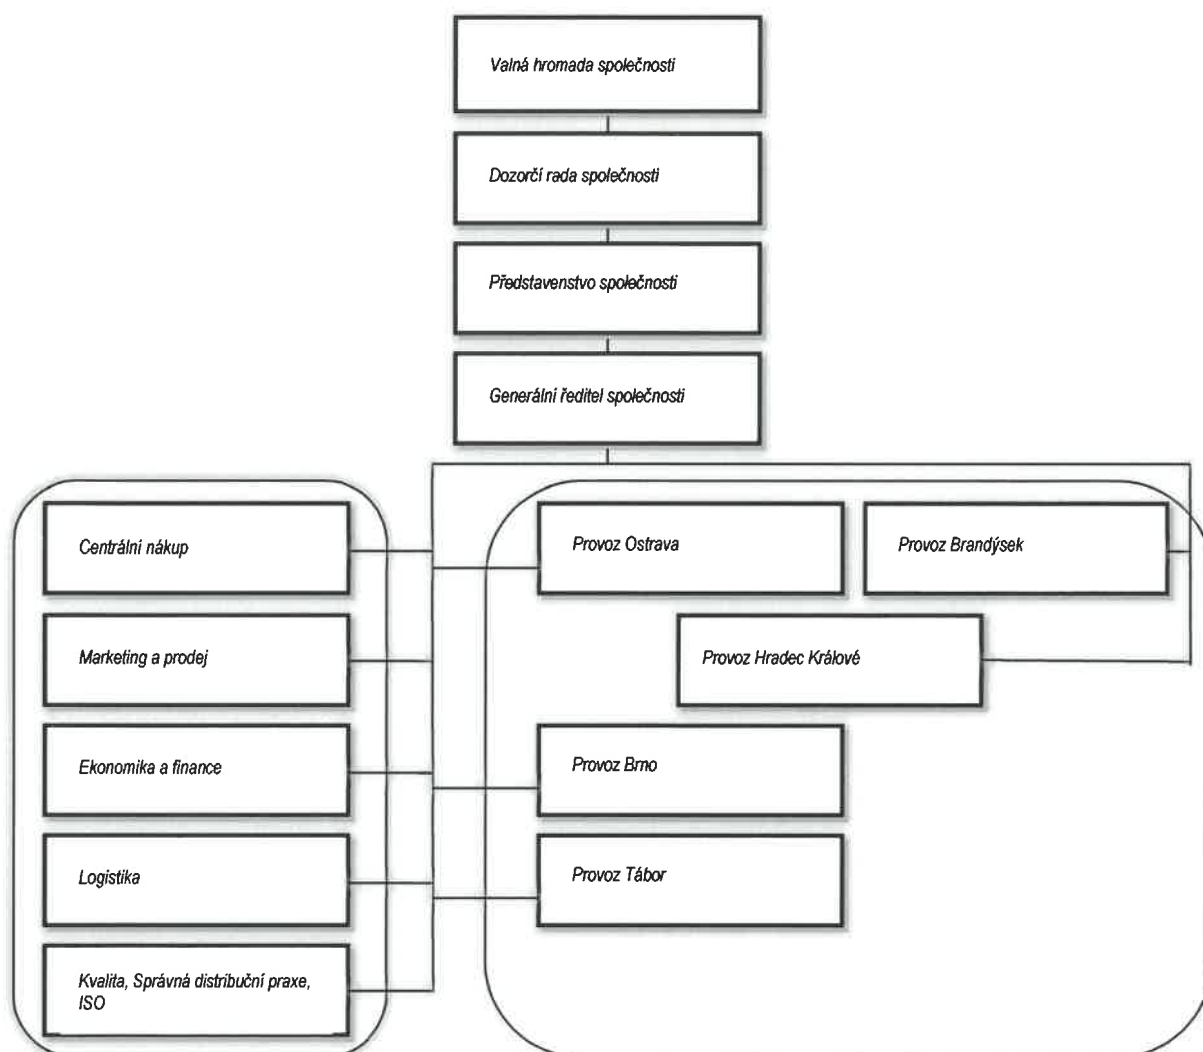 Valná hromada společnosti
Dozorčí rada společnosti
Představenstvo společnosti
Generální ředitel společnosti
Centrální nákup
Provoz Ostrava
Provoz Brandýsek
Marketing a prodej
Provoz Hradec Králové
Ekonomika a finance
Provoz Brno
Logistika
Provoz Tábor
Kvalita, Správná distribuční praxe,
ISO